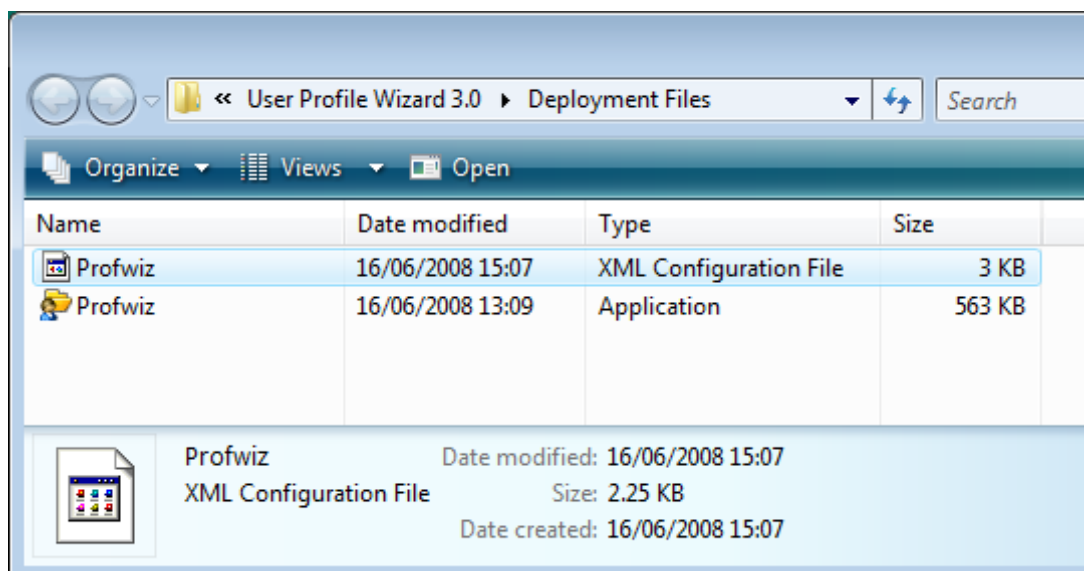 « User Profile Wizard 3.0 ▸ Deployment Files Search
Organize Views Open
Name Date modified Type Size
Profwiz 16/06/2008 15:07 XML Configuration File 3 KB
Profwiz 16/06/2008 13:09 Application 563 KB
Profwiz Date modified: 16/06/2008 15:07
XML Configuration File Size: 2.25 KB
Date created: 16/06/2008 15:07